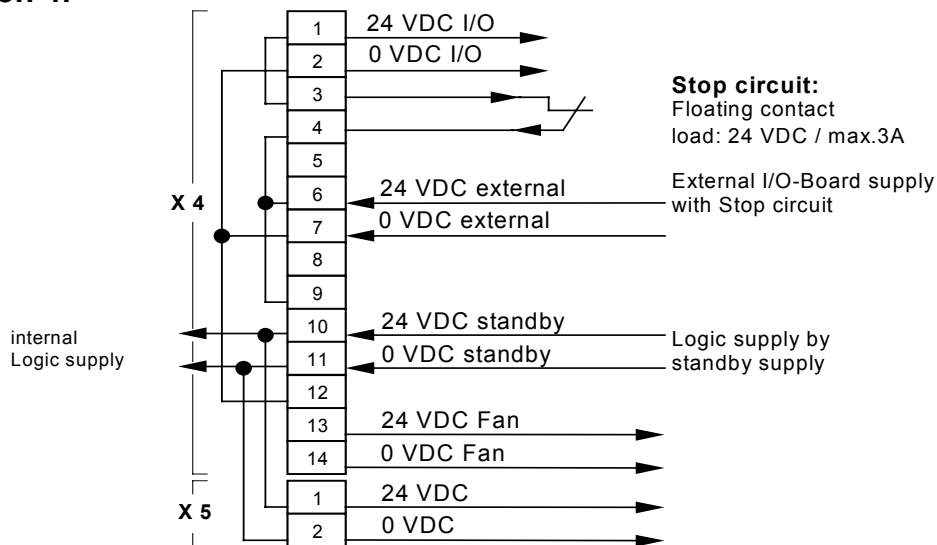 1 24 VDC I/O
2 0 VDC I/O
3
4
5
6 24 VDC external
7 0 VDC external
8
9
10 24 VDC standby
11 0 VDC standby
12
13 24 VDC Fan
14 0 VDC Fan
X 4
1 24 VDC
2 0 VDC
X 5
Stop circuit:
Floating contact
load: 24 VDC / max.3A
External I/O-Board supply
with Stop circuit
Logic supply by
standby supply
internal
Logic supply